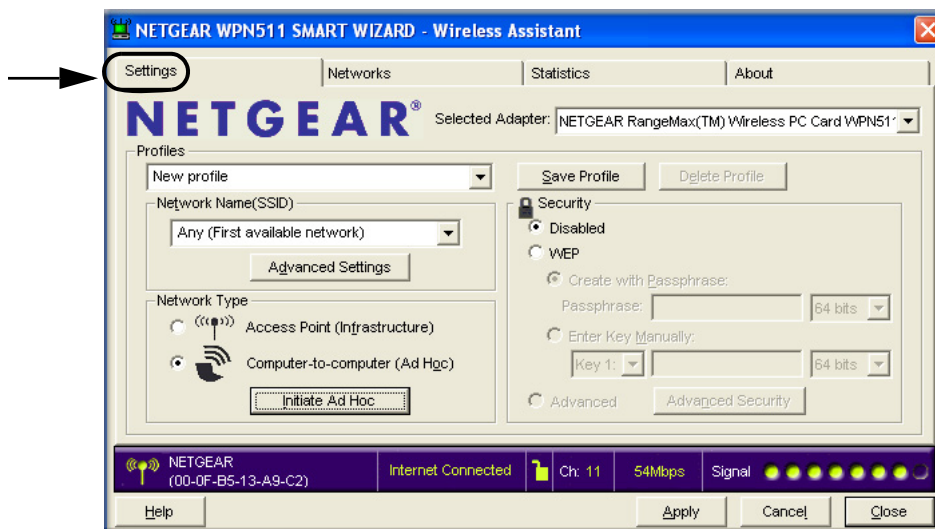 NETGEAR WPN511 SMART WIZARD - Wireless Assistant
Settings Networks Statistics About
NETGEAR® Selected Adapter: NETGEAR RangeMax(TM) Wireless PC Card WPN51
Profiles
New profile Save Profile Delete Profile
Network Name(SSID)
Any (First available network)
Advanced Settings
Network Type
Access Point (Infrastructure)
Computer-to-computer (Ad Hoc)
Initiate Ad Hoc
Security
Disabled
WEP
Create with Passphrase:
Passphrase: 64 bits
Enter Key Manually:
Key 1: 64 bits
Advanced Advanced Security
NETGEAR
(00-0F-B5-13-A9-C2)
Internet Connected Ch: 11 54Mbps Signal
Help Apply Cancel Close